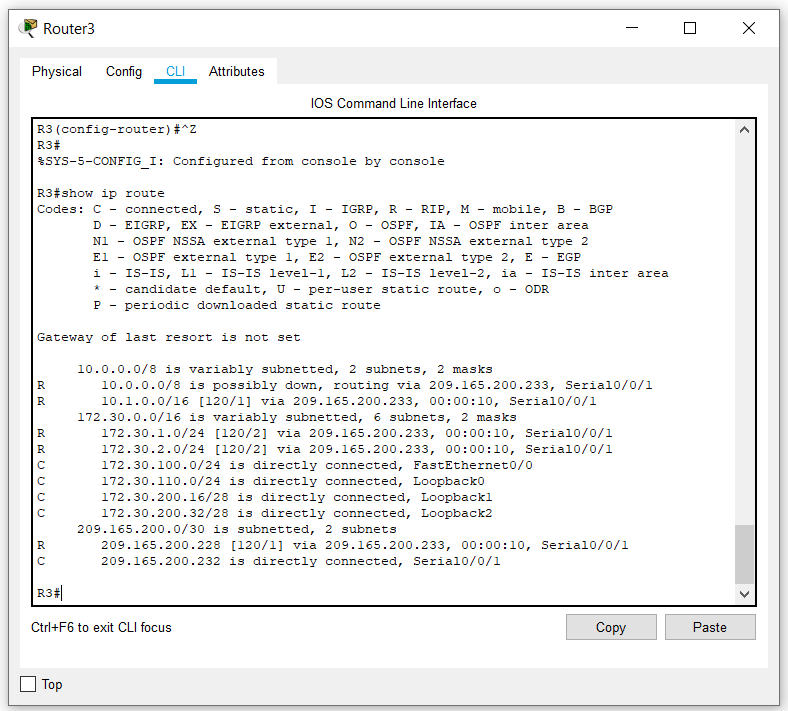 Router3
Physical Config CLI Attributes
IOS Command Line Interface
R3(config-router)#^Z
R3#
%SYS-5-CONFIG_I: Configured from console by console
R3#show ip route
Codes: C - connected, S - static, I - IGRP, R - RIP, M - mobile, B - BGP
       D - EIGRP, EX - EIGRP external, O - OSPF, IA - OSPF inter area
       N1 - OSPF NSSA external type 1, N2 - OSPF NSSA external type 2
       E1 - OSPF external type 1, E2 - OSPF external type 2, E - EGP
       i - IS-IS, L1 - IS-IS level-1, L2 - IS-IS level-2, ia - IS-IS inter area
       * - candidate default, U - per-user static route, o - ODR
       P - periodic downloaded static route
Gateway of last resort is not set
     10.0.0.0/8 is variably subnetted, 2 subnets, 2 masks
R       10.0.0.0/8 is possibly down, routing via 209.165.200.233, Serial0/0/1
R       10.1.0.0/16 [120/1] via 209.165.200.233, 00:00:10, Serial0/0/1
     172.30.0.0/16 is variably subnetted, 6 subnets, 2 masks
R       172.30.1.0/24 [120/2] via 209.165.200.233, 00:00:10, Serial0/0/1
R       172.30.2.0/24 [120/2] via 209.165.200.233, 00:00:10, Serial0/0/1
C       172.30.100.0/24 is directly connected, FastEthernet0/0
C       172.30.110.0/24 is directly connected, Loopback0
C       172.30.200.16/28 is directly connected, Loopback1
C       172.30.200.32/28 is directly connected, Loopback2
     209.165.200.0/30 is subnetted, 2 subnets
R       209.165.200.228 [120/1] via 209.165.200.233, 00:00:10, Serial0/0/1
C       209.165.200.232 is directly connected, Serial0/0/1
R3#
Ctrl+F6 to exit CLI focus
Copy Paste
Top